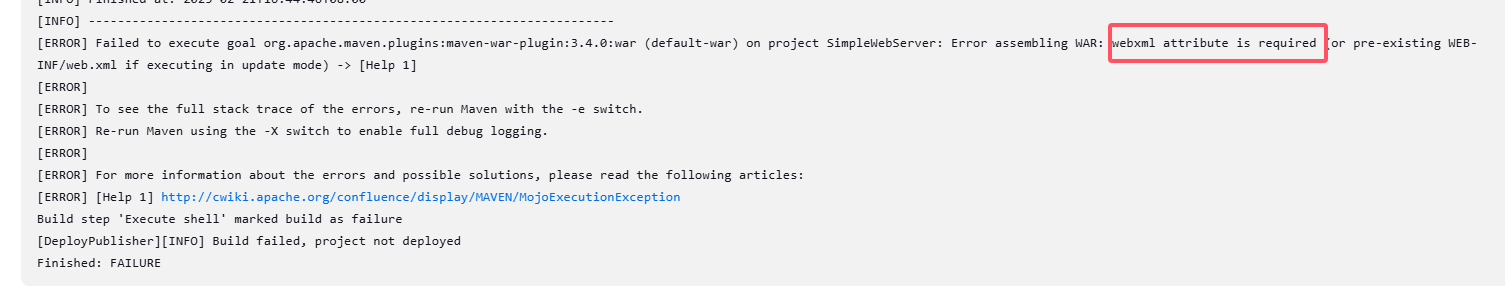 [INFO] ------------------------------------------------------------------------
[ERROR] Failed to execute goal org.apache.maven.plugins:maven-war-plugin:3.4.0:war (default-war) on project SimpleWebServer: Error assembling WAR: webxml attribute is required (or pre-existing WEB-
INF/web.xml if executing in update mode) -> [Help 1]
[ERROR]
[ERROR] To see the full stack trace of the errors, re-run Maven with the -e switch.
[ERROR] Re-run Maven using the -X switch to enable full debug logging.
[ERROR]
[ERROR] For more information about the errors and possible solutions, please read the following articles:
[ERROR] [Help 1] http://cwiki.apache.org/confluence/display/MAVEN/MojoExecutionException
Build step 'Execute shell' marked build as failure
[DeployPublisher][INFO] Build failed, project not deployed
Finished: FAILURE